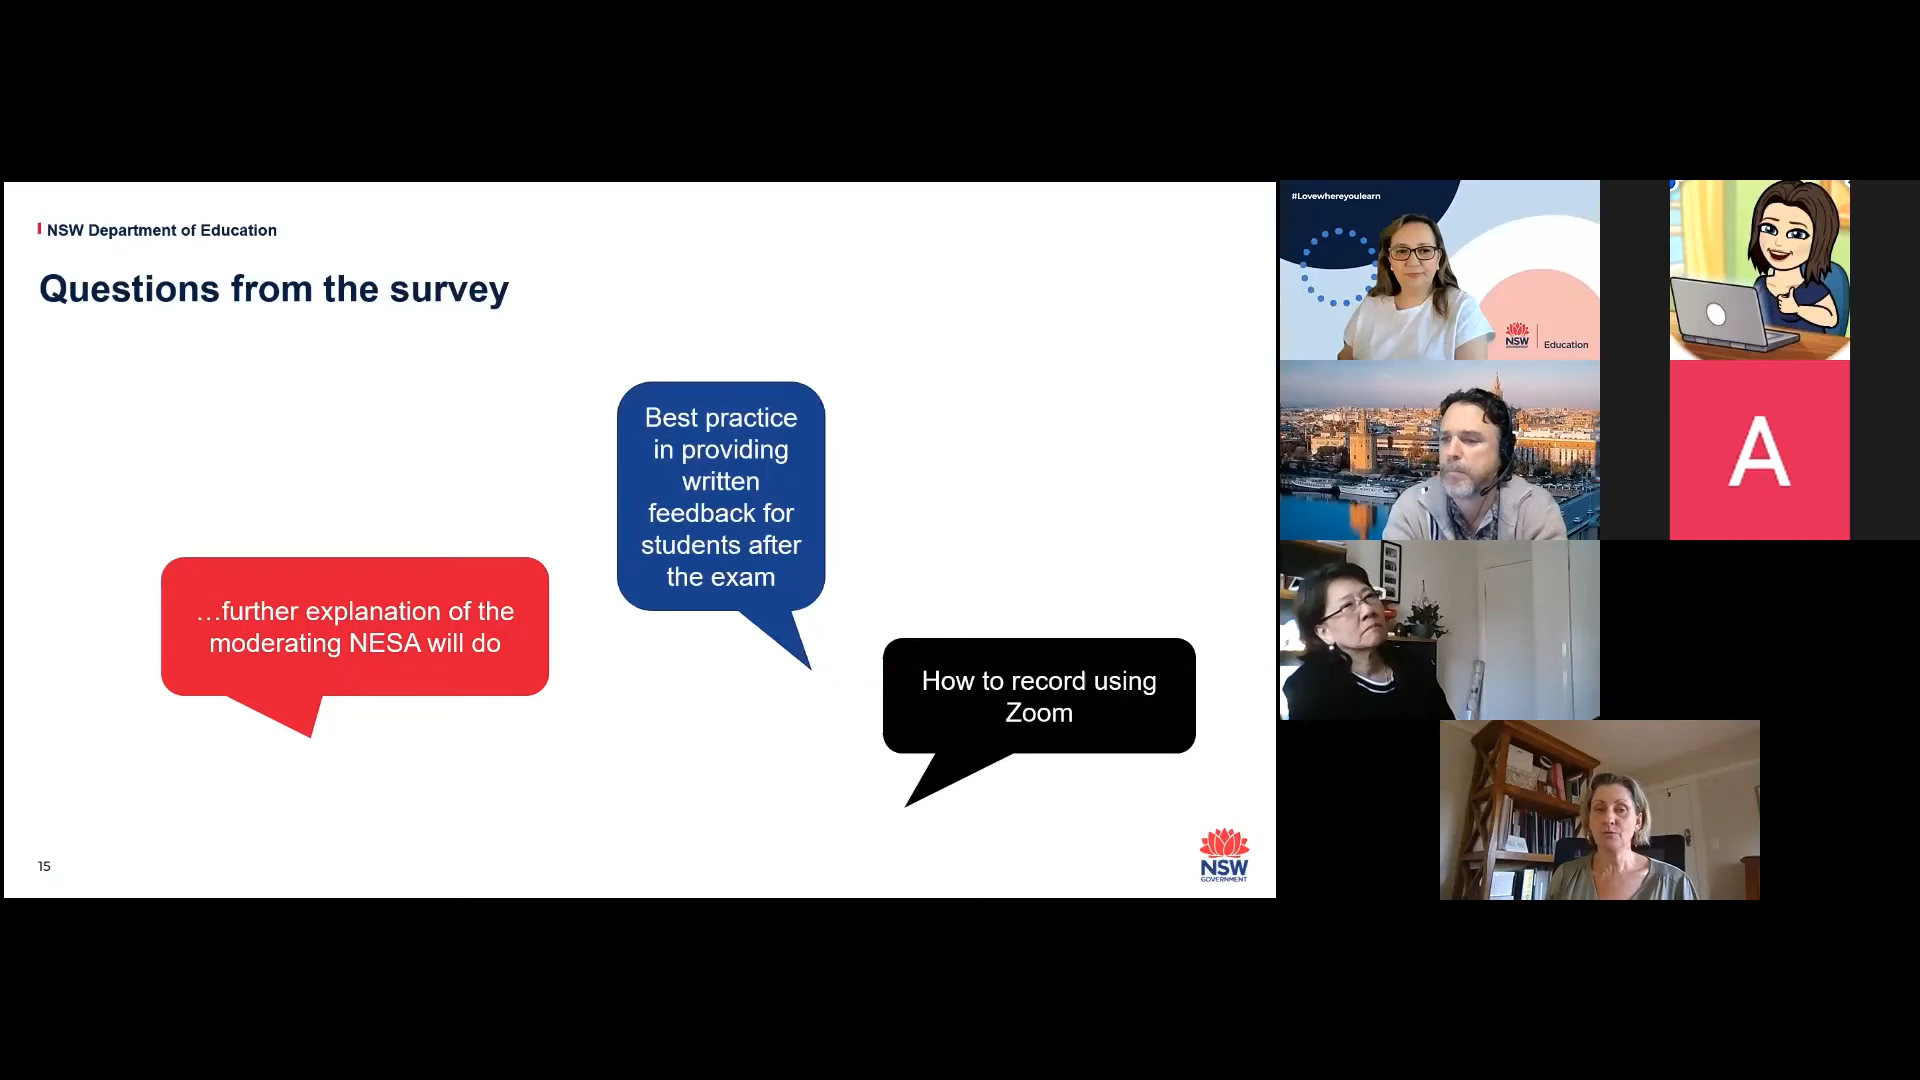 NSW Department of Education
Questions from the survey
Best practice
in providing
written
feedback for
students after
the exam
…further explanation of the
moderating NESA will do
How to record using
Zoom
15
NSW
GOVERNMENT
#Lovewhereyoulearn
NSW
Education
A